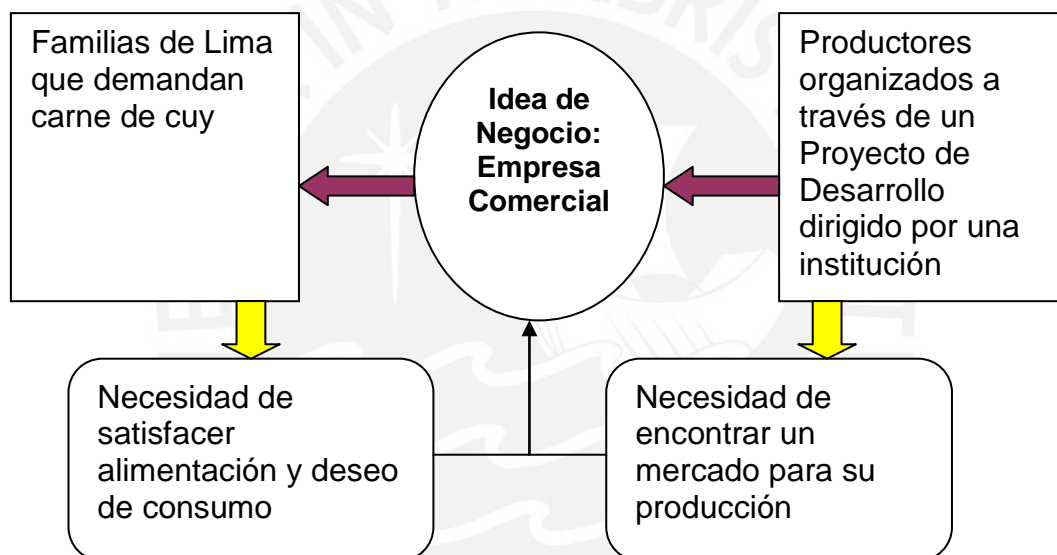 Familias de Lima
que demandan
carne de cuy
Idea de
Negocio:
Empresa
Comercial
Productores
organizados a
través de un
Proyecto de
Desarrollo
dirigido por una
institución
Necesidad de
satisfacer
alimentación y deseo
de consumo
Necesidad de
encontrar un
mercado para su
producción